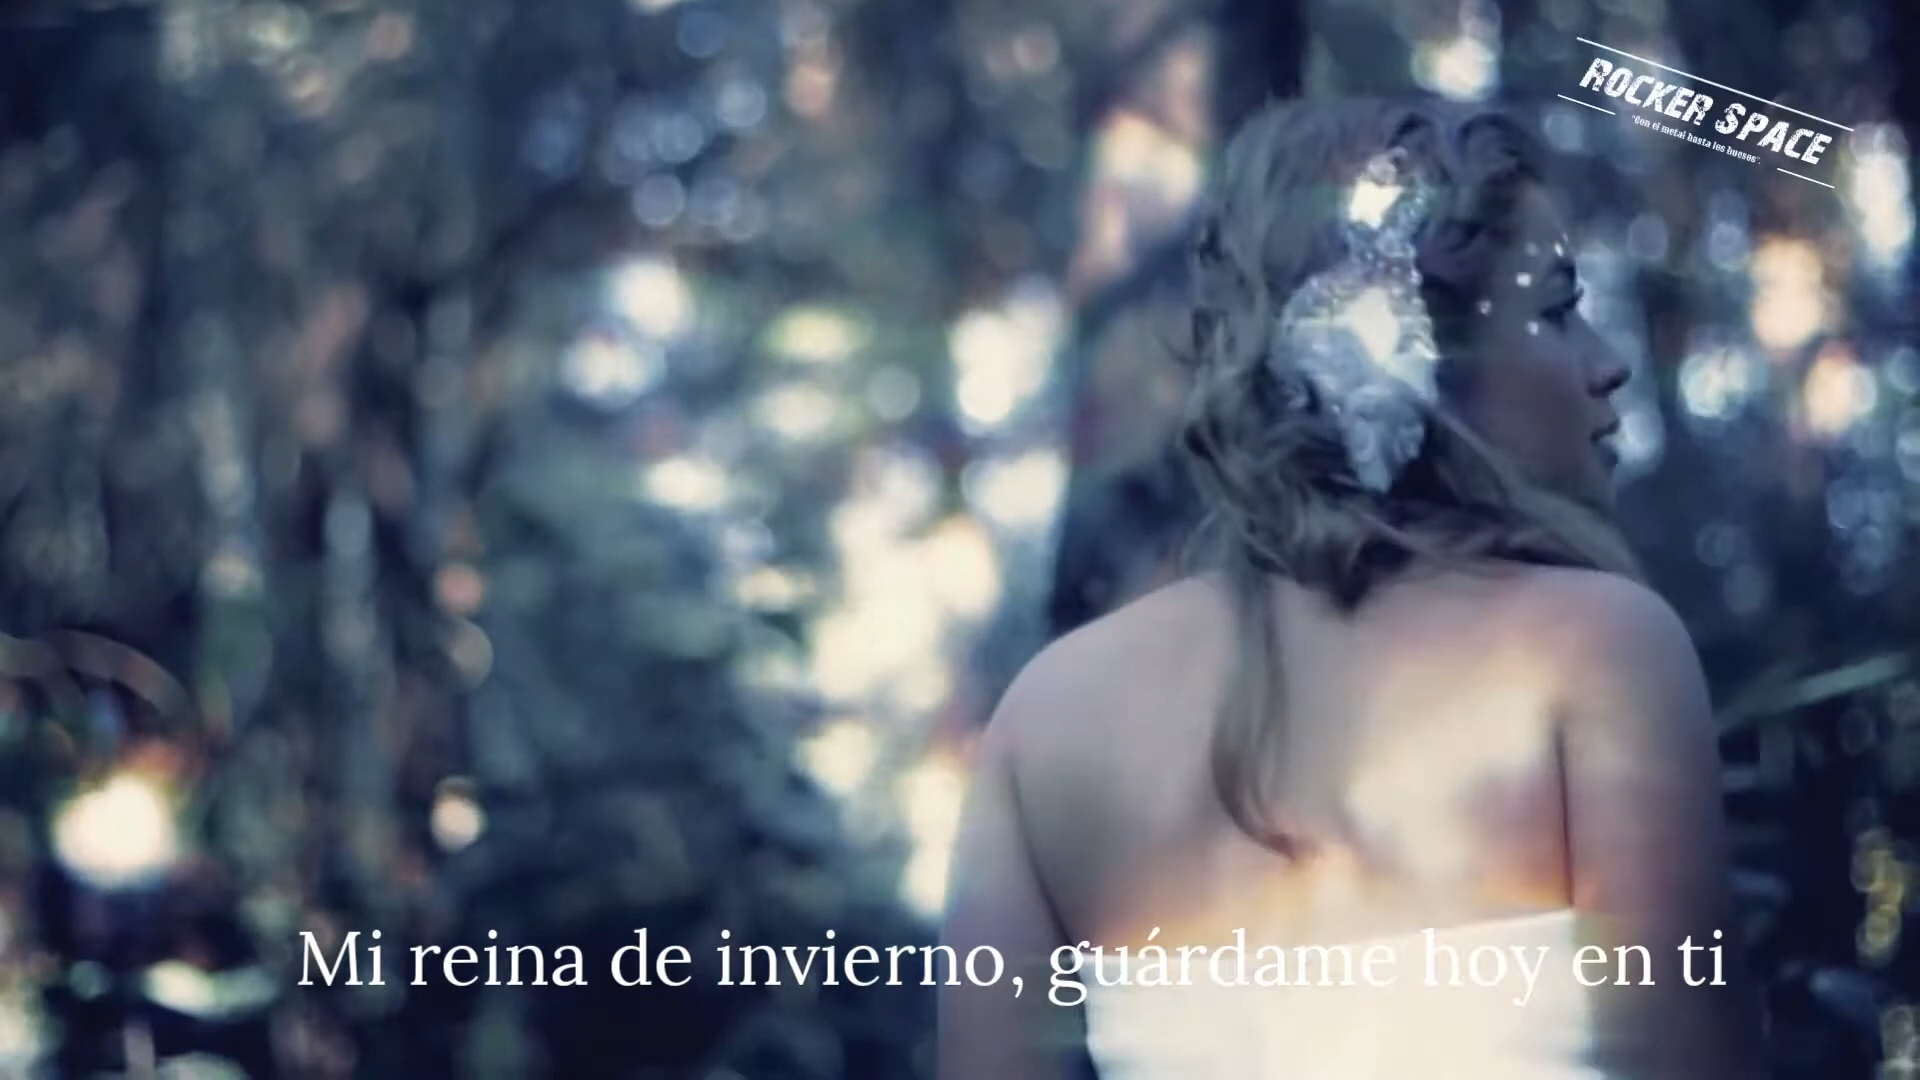 ROCKER SPACE
"Con el metal hasta los huesos".
Mi reina de invierno, guárdame hoy en ti